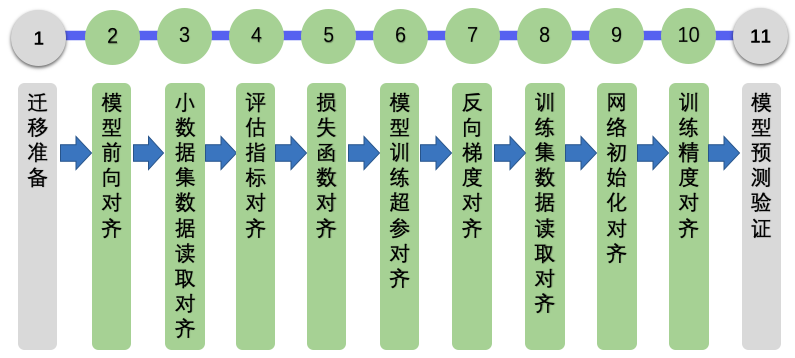 1
2
3
4
5
6
7
8
9
10
11
迁移准备
模型前向对齐
小数据集数据读取对齐
评估指标对齐
损失函数对齐
模型训练超参对齐
反向梯度对齐
训练集数据读取对齐
网络初始化对齐
训练精度对齐
模型预测验证